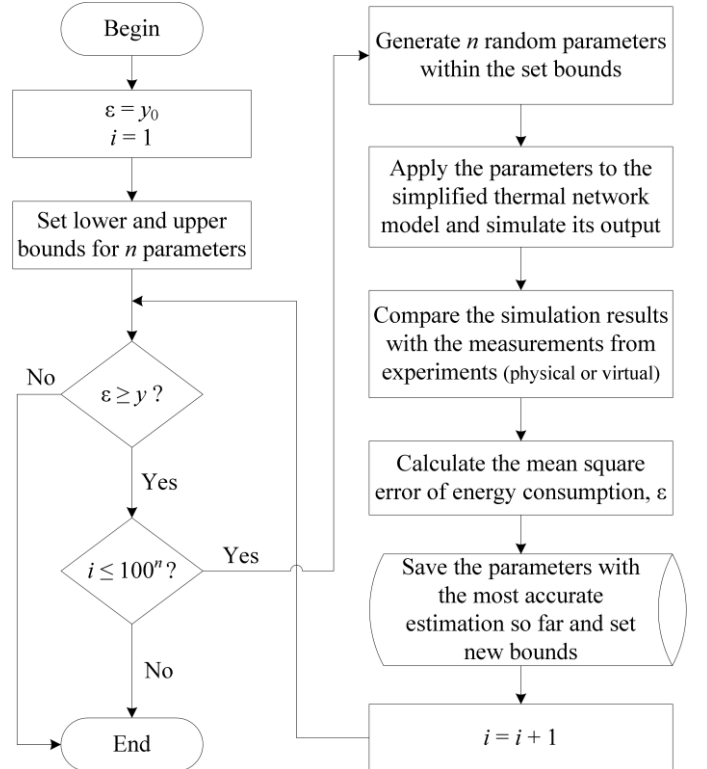 Begin
ε = y₀
i = 1
Set lower and upper
bounds for n parameters
No
ε ≥ y ?
Yes
i ≤ 100ⁿ ?
Yes
No
End
Generate n random parameters
within the set bounds
Apply the parameters to the
simplified thermal network
model and simulate its output
Compare the simulation results
with the measurements from
experiments (physical or virtual)
Calculate the mean square
error of energy consumption, ε
Save the parameters with
the most accurate
estimation so far and set
new bounds
i = i + 1